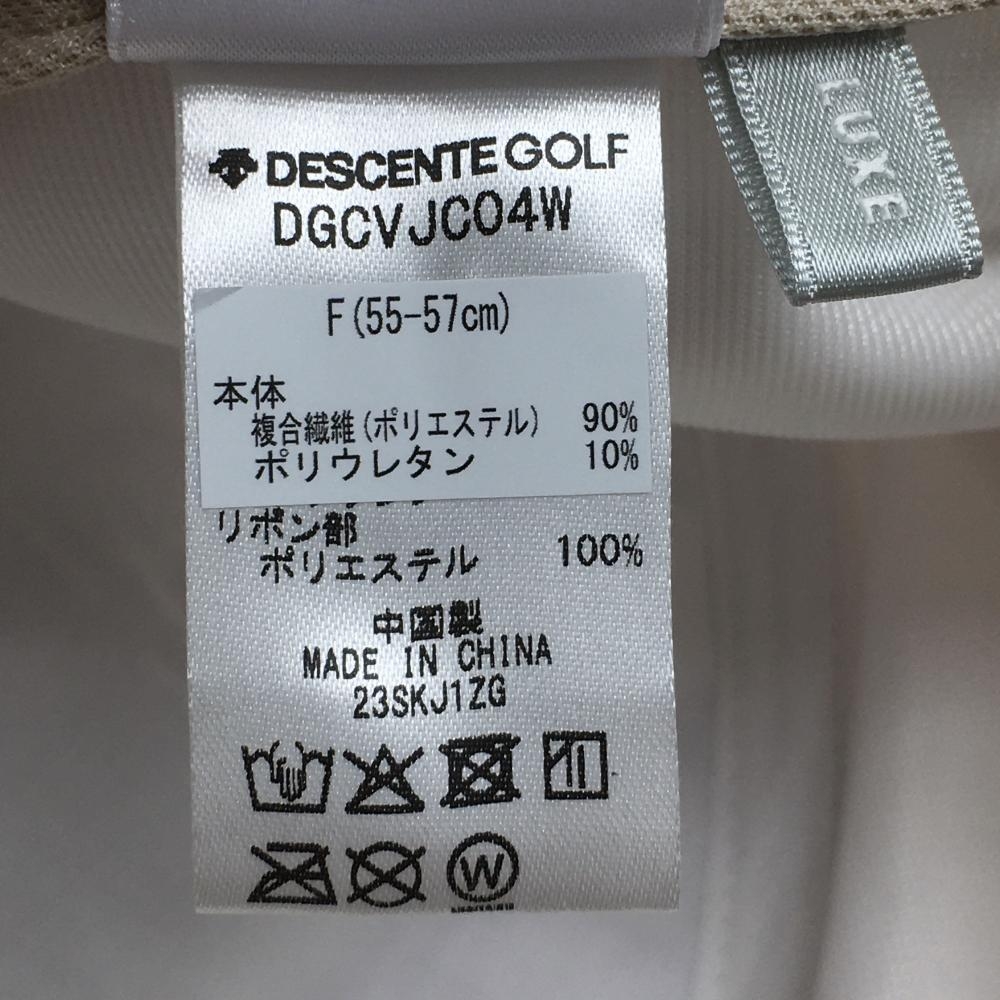 LUXE
DESCENTE GOLF
DGCVJC04W
F(55-57cm)
本体
複合繊維(ポリエステル) 90%
ポリウレタン 10%
リボン部
ポリエステル 100%
中国製
MADE IN CHINA
23SKJ1ZG
W